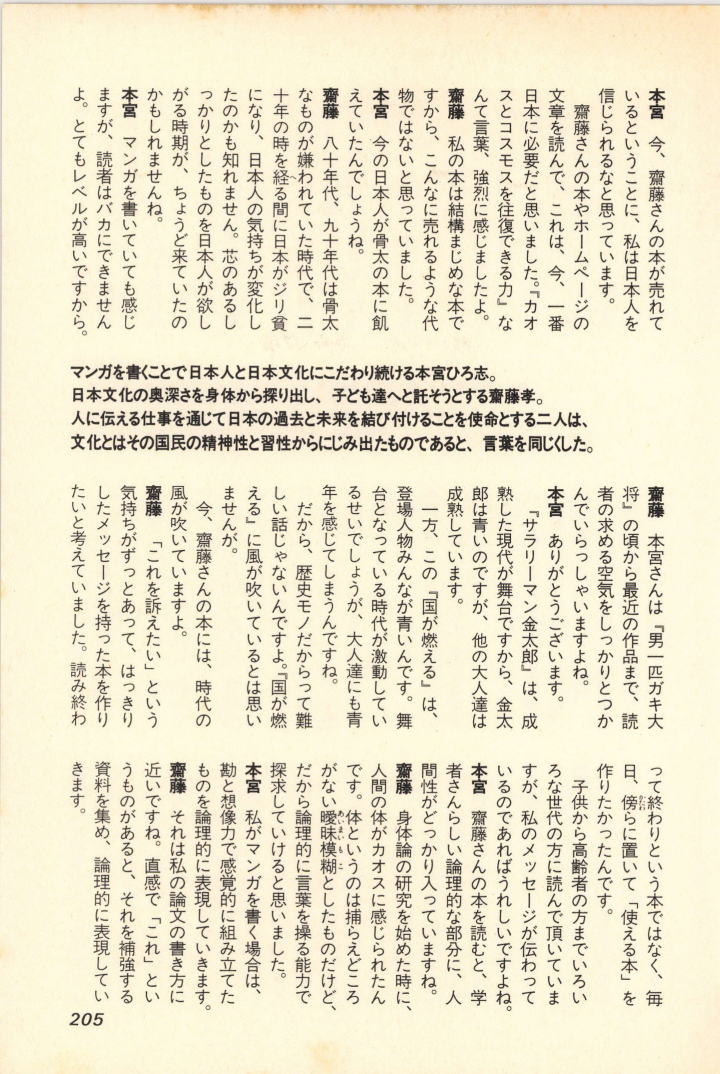 本宮　今、齋藤さんの本が売れて
いるということに、私は日本人を
信じられるなと思っています。
　齋藤さんの本やホームページの
文章を読んで、これは、今、一番
日本に必要だと思いました。『カオ
スとコスモスを往復できる力』な
んて言葉、強烈に感じましたよ。
齋藤　私の本は結構まじめな本で
すから、こんなに売れるような代
物ではないと思っていました。
本宮　今の日本人が骨太の本に飢
えていたんでしょうね。
齋藤　八十年代、九十年代は骨太
なものが嫌われていた時代で、二
十年の時を経る間に日本がジリ貧
になり、日本人の気持ちが変化し
たのかも知れません。芯のあるし
っかりとしたものを日本人が欲し
がる時期が、ちょうど来ていたの
かもしれませんね。
本宮　マンガを書いていても感じ
ますが、読者はバカにできません
よ。とてもレベルが高いですから。
マンガを書くことで日本人と日本文化にこだわり続ける本宮ひろ志。
日本文化の奥深さを身体から探り出し、子ども達へと託そうとする齋藤孝。
人に伝える仕事を通じて日本の過去と未来を結び付けることを使命とする二人は、
文化とはその国民の精神性と習性からにじみ出たものであると、言葉を同じくした。
齋藤　本宮さんは『男一匹ガキ大
将』の頃から最近の作品まで、読
者の求める空気をしっかりとつか
んでいらっしゃいますよね。
本宮　ありがとうございます。
　『サラリーマン金太郎』は、成
熟した現代が舞台ですから、金太
郎は青いのですが、他の大人達は
成熟しています。
　一方、この『国が燃える』は、
登場人物みんなが青いんです。舞
台となっている時代が激動してい
るせいでしょうが、大人達にも青
年を感じてしまうんですね。
　だから、歴史モノだからって難
しい話じゃないんですよ。『国が燃
える』に風が吹いているとは思い
ませんが。
　今、齋藤さんの本には、時代の
風が吹いていますよ。
齋藤　「これを訴えたい」という
気持ちがずっとあって、はっきり
したメッセージを持った本を作り
たいと考えていました。読み終わ
って終わりという本ではなく、毎
日、傍らに置いて「使える本」を
作りたかったんです。
　子供から高齢者の方までいろい
ろな世代の方に読んで頂いていま
すが、私のメッセージが伝わって
いるのであればうれしいですよね。
本宮　齋藤さんの本を読むと、学
者さんらしい論理的な部分に、人
間性がどっかり入っていますね。
齋藤　身体論の研究を始めた時に、
人間の体がカオスに感じられたん
です。体というのは捕らえどころ
がない曖昧模糊としたものだけど、
だから論理的に言葉を操る能力で
探求していけると思いました。
本宮　私がマンガを書く場合は、
勘と想像力で感覚的に組み立てた
ものを論理的に表現していきます。
齋藤　それは私の論文の書き方に
近いですね。直感で「これ」とい
うものがあると、それを補強する
資料を集め、論理的に表現してい
きます。
205